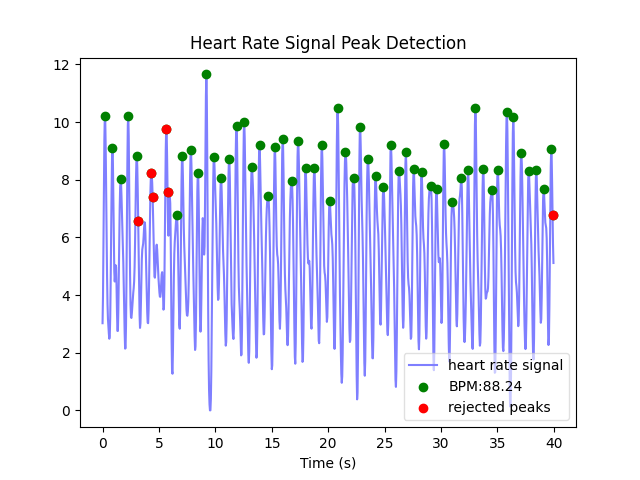 Heart Rate Signal Peak Detection
12
10
8
6
4
2
0
heart rate signal
BPM:88.24
rejected peaks
0 5 10 15 20 25 30 35 40
Time (s)